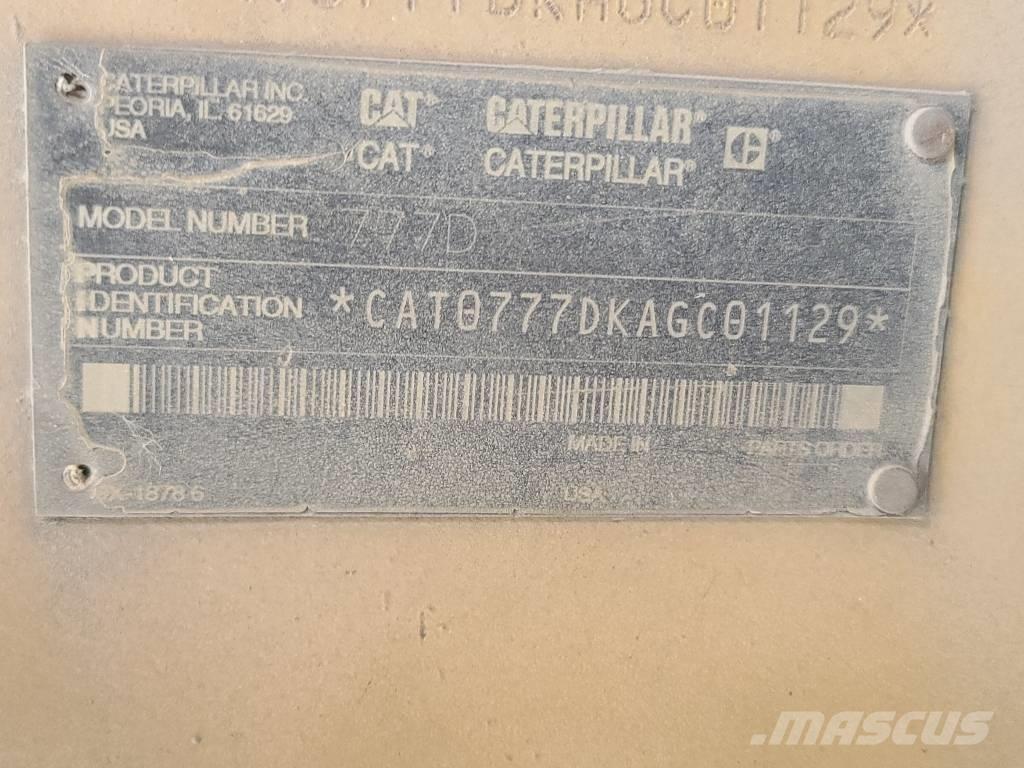 777DKAGC01129*
CATERPILLAR INC.
PEORIA, IL. 61629
USA
CAT® CATERPILLAR® ®
CAT® CATERPILLAR®
MODEL NUMBER 777D
PRODUCT
IDENTIFICATION
NUMBER
*CAT0777DKAGC01129*
MADE IN
USA
PARTS ORDER
MASCUS